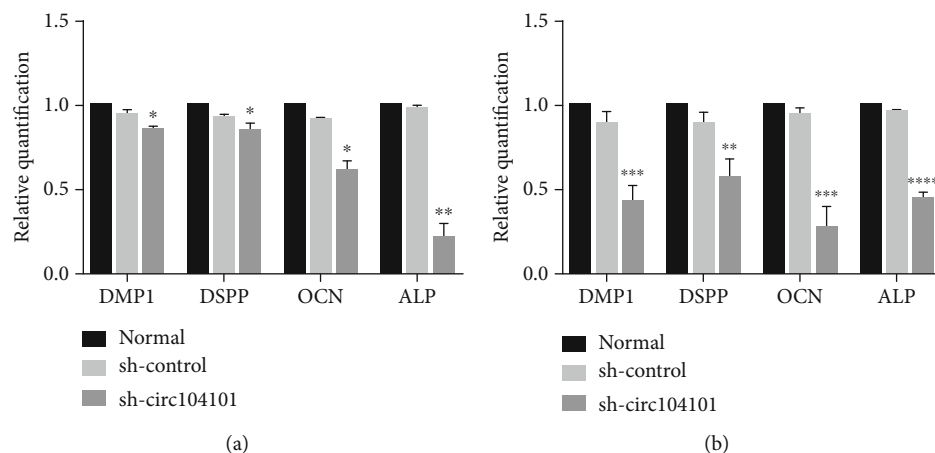 1.5
1.0
0.5
0.0
Relative quantification
*
*
*
**
DMP1
DSPP
OCN
ALP
Normal
sh-control
sh-circ104101
(a)
1.5
1.0
0.5
0.0
Relative quantification
***
**
***
****
DMP1
DSPP
OCN
ALP
Normal
sh-control
sh-circ104101
(b)